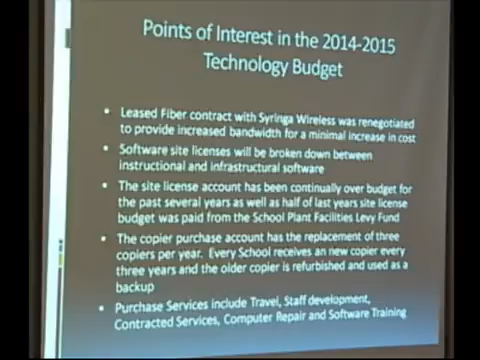 Points of Interest in the 2014-2015
Technology Budget
• Leased Fiber contract with Syringa Wireless was renegotiated
to provide increased bandwidth for a minimal increase in cost
• Software site licenses will be broken down between
instructional and infrastructural software
• The site license account has been continually over budget for
the past several years as well as half of last years site license
budget was paid from the School Plant Facilities Levy Fund
• The copier purchase account has the replacement of three
copiers per year. Every School receives an new copier every
three years and the older copier is refurbished and used as a
backup
• Purchase Services include Travel, Staff development,
Contracted Services, Computer Repair and Software Training